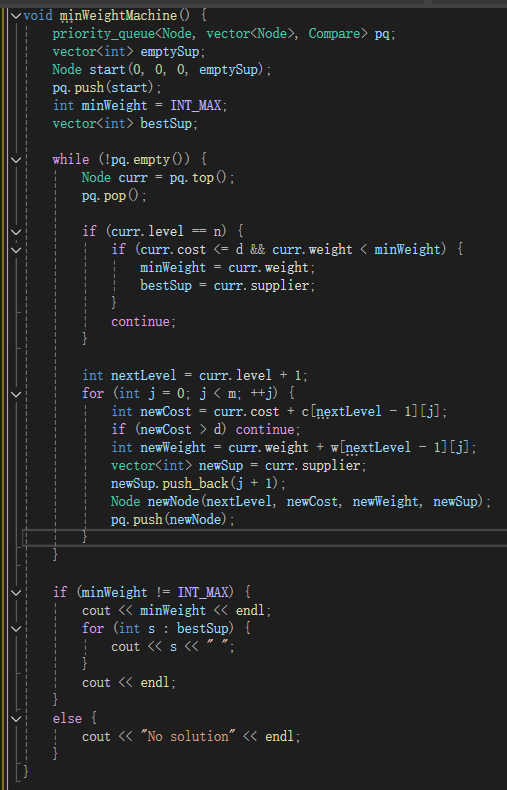 void minWeightMachine() {
    priority_queue<Node, vector<Node>, Compare> pq;
    vector<int> emptySup;
    Node start(0, 0, 0, emptySup);
    pq.push(start);
    int minWeight = INT_MAX;
    vector<int> bestSup;

    while (!pq.empty()) {
        Node curr = pq.top();
        pq.pop();

        if (curr.level == n) {
            if (curr.cost <= d && curr.weight < minWeight) {
                minWeight = curr.weight;
                bestSup = curr.supplier;
            }
            continue;
        }

        int nextLevel = curr.level + 1;
        for (int j = 0; j < m; ++j) {
            int newCost = curr.cost + c[nextLevel - 1][j];
            if (newCost > d) continue;
            int newWeight = curr.weight + w[nextLevel - 1][j];
            vector<int> newSup = curr.supplier;
            newSup.push_back(j + 1);
            Node newNode(nextLevel, newCost, newWeight, newSup);
            pq.push(newNode);
        }
    }

    if (minWeight != INT_MAX) {
        cout << minWeight << endl;
        for (int s : bestSup) {
            cout << s << " ";
        }
        cout << endl;
    }
    else {
        cout << "No solution" << endl;
    }
}